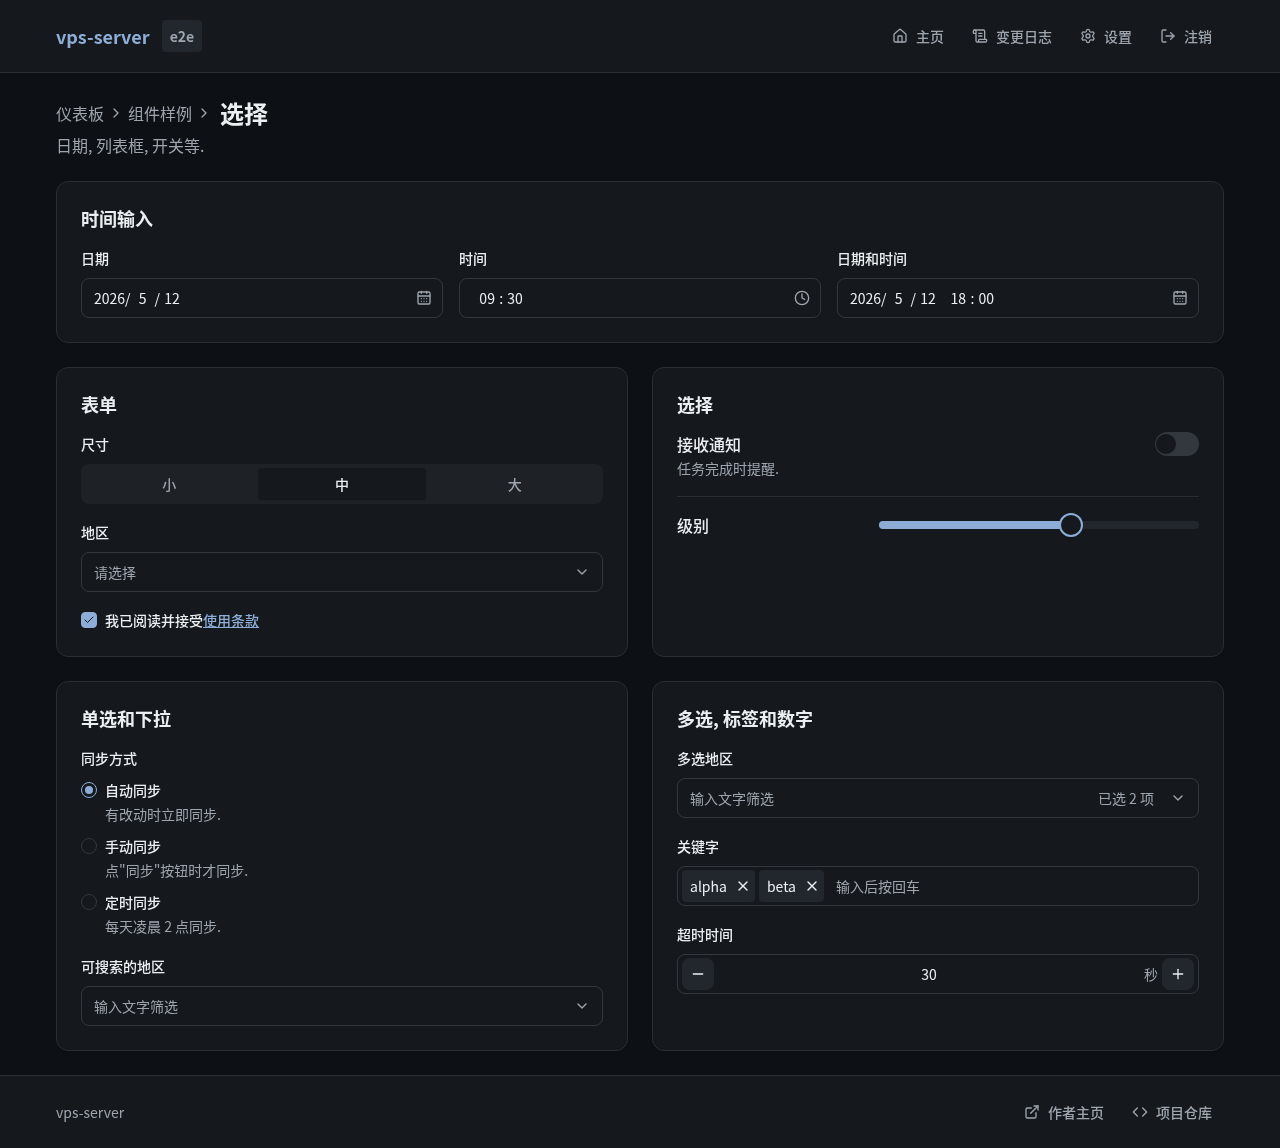 vps-server e2e 主页 变更日志 设置 注销
仪表板 组件样例 选择
日期, 列表框, 开关等.
时间输入
日期 时间 日期和时间
2026/ 5 / 12 09 : 30 2026/ 5 / 12 18 : 00
表单
尺寸
小 中 大
地区
请选择
我已阅读并接受使用条款
选择
接收通知
任务完成时提醒.
级别
单选和下拉
同步方式
自动同步
有改动时立即同步.
手动同步
点"同步"按钮时才同步.
定时同步
每天凌晨 2 点同步.
可搜索的地区
输入文字筛选
多选, 标签和数字
多选地区
输入文字筛选 已选 2 项
关键字
alpha beta 输入后按回车
超时时间
30 秒
vps-server 作者主页 项目仓库